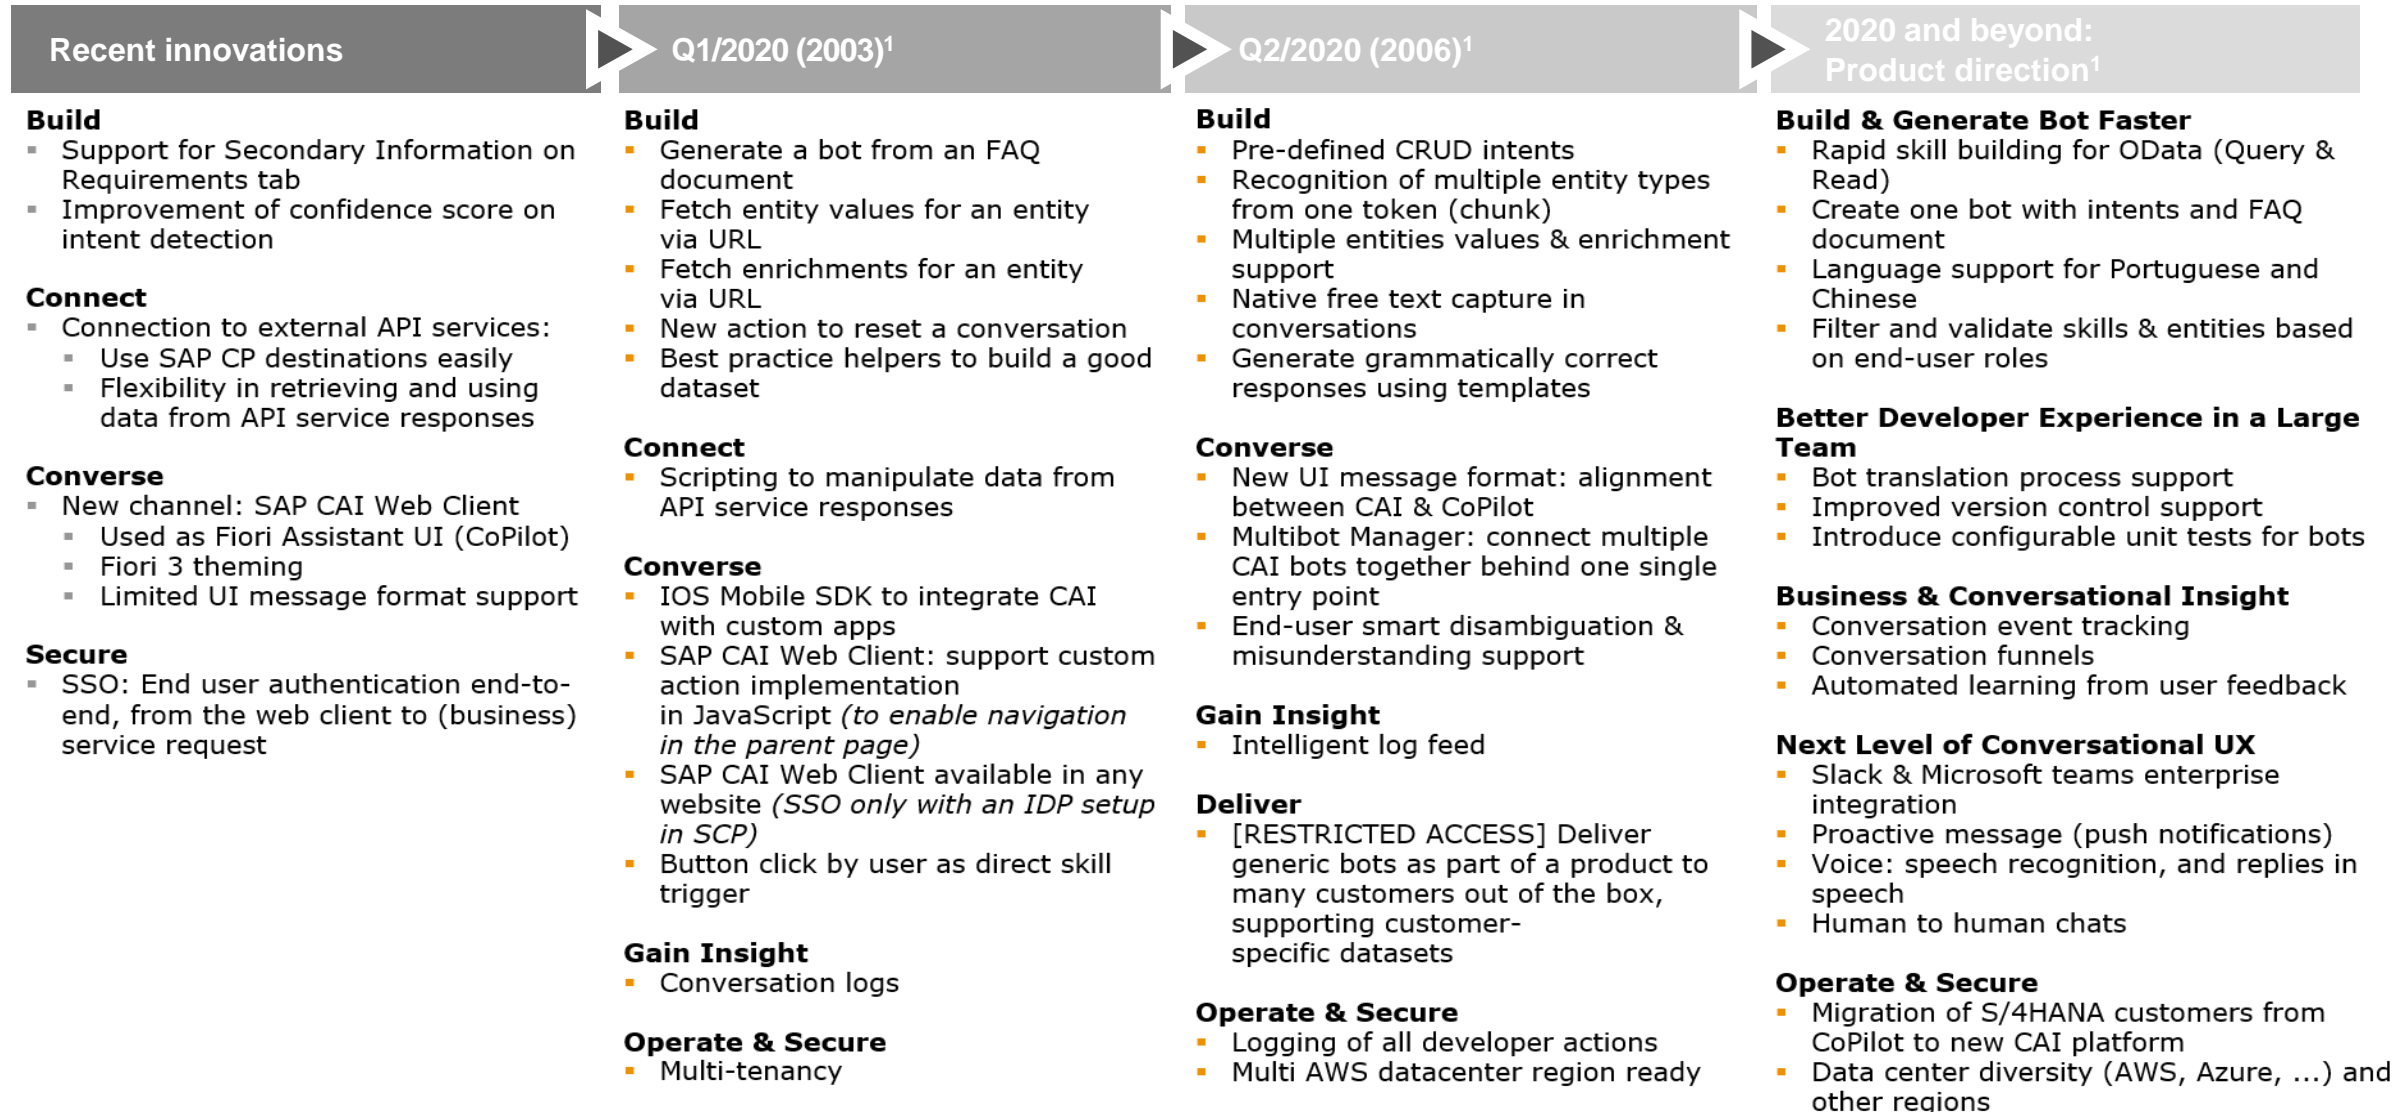 Recent innovations
Build
▪ Support for Secondary Information on
Requirements tab
▪ Improvement of confidence score on
intent detection
Connect
▪ Connection to external API services:
▪ Use SAP CP destinations easily
▪ Flexibility in retrieving and using
data from API service responses
Converse
▪ New channel: SAP CAI Web Client
▪ Used as Fiori Assistant UI (CoPilot)
▪ Fiori 3 theming
▪ Limited UI message format support
Secure
▪ SSO: End user authentication end-to-
end, from the web client to (business)
service request
Q1/2020 (2003)¹
Build
▪ Generate a bot from an FAQ
document
▪ Fetch entity values for an entity
via URL
▪ Fetch enrichments for an entity
via URL
▪ New action to reset a conversation
▪ Best practice helpers to build a good
dataset
Connect
▪ Scripting to manipulate data from
API service responses
Converse
▪ IOS Mobile SDK to integrate CAI
with custom apps
▪ SAP CAI Web Client: support custom
action implementation
in JavaScript (to enable navigation
in the parent page)
▪ SAP CAI Web Client available in any
website (SSO only with an IDP setup
in SCP)
▪ Button click by user as direct skill
trigger
Gain Insight
▪ Conversation logs
Operate & Secure
▪ Multi-tenancy
Q2/2020 (2006)¹
Build
▪ Pre-defined CRUD intents
▪ Recognition of multiple entity types
from one token (chunk)
▪ Multiple entities values & enrichment
support
▪ Native free text capture in
conversations
▪ Generate grammatically correct
responses using templates
Converse
▪ New UI message format: alignment
between CAI & CoPilot
▪ Multibot Manager: connect multiple
CAI bots together behind one single
entry point
▪ End-user smart disambiguation &
misunderstanding support
Gain Insight
▪ Intelligent log feed
Deliver
▪ [RESTRICTED ACCESS] Deliver
generic bots as part of a product to
many customers out of the box,
supporting customer-
specific datasets
Operate & Secure
▪ Logging of all developer actions
▪ Multi AWS datacenter region ready
2020 and beyond:
Product direction¹
Build & Generate Bot Faster
▪ Rapid skill building for OData (Query &
Read)
▪ Create one bot with intents and FAQ
document
▪ Language support for Portuguese and
Chinese
▪ Filter and validate skills & entities based
on end-user roles
Better Developer Experience in a Large
Team
▪ Bot translation process support
▪ Improved version control support
▪ Introduce configurable unit tests for bots
Business & Conversational Insight
▪ Conversation event tracking
▪ Conversation funnels
▪ Automated learning from user feedback
Next Level of Conversational UX
▪ Slack & Microsoft teams enterprise
integration
▪ Proactive message (push notifications)
▪ Voice: speech recognition, and replies in
speech
▪ Human to human chats
Operate & Secure
▪ Migration of S/4HANA customers from
CoPilot to new CAI platform
▪ Data center diversity (AWS, Azure, ...) and
other regions